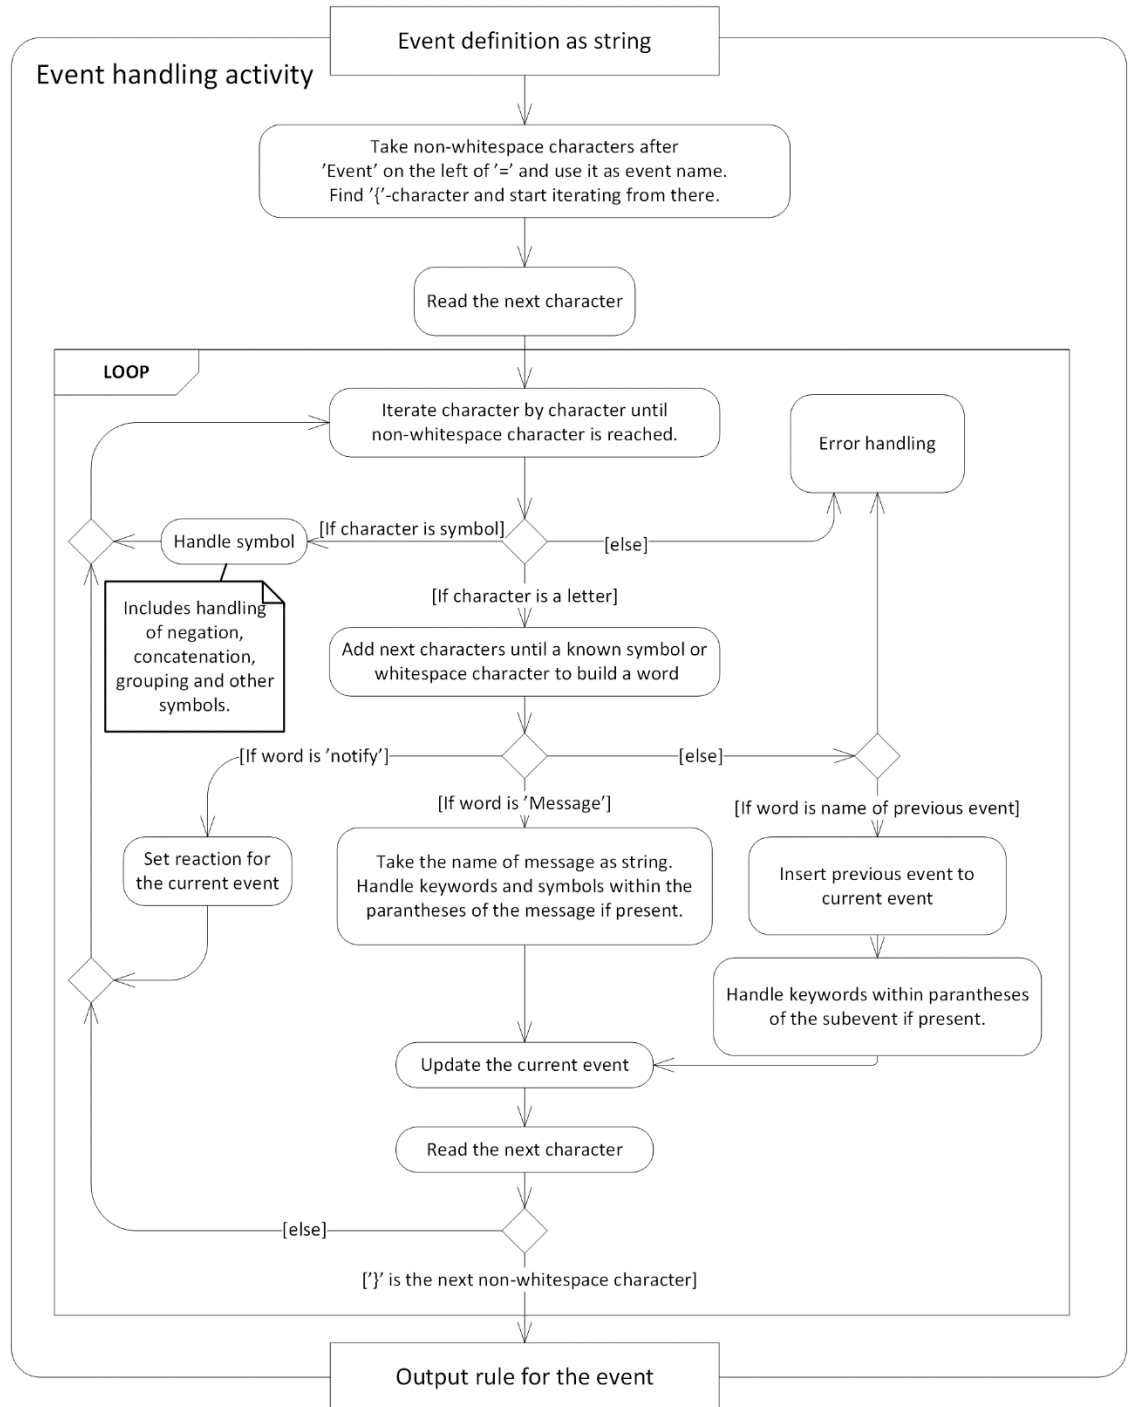 Event definition as string
Event handling activity
Take non-whitespace characters after
’Event’ on the left of ’=’ and use it as event name.
Find ’{’-character and start iterating from there.
Read the next character
LOOP
Iterate character by character until
non-whitespace character is reached.
Error handling
[If character is symbol]
Handle symbol
[else]
[If character is a letter]
Includes handling
of negation,
concatenation,
grouping and other
symbols.
Add next characters until a known symbol or
whitespace character to build a word
[If word is ’notify’]
[else]
[If word is ’Message’]
[If word is name of previous event]
Set reaction for
the current event
Take the name of message as string.
Handle keywords and symbols within the
parantheses of the message if present.
Insert previous event to
current event
Handle keywords within parantheses
of the subevent if present.
Update the current event
Read the next character
[else]
[’}’ is the next non-whitespace character]
Output rule for the event